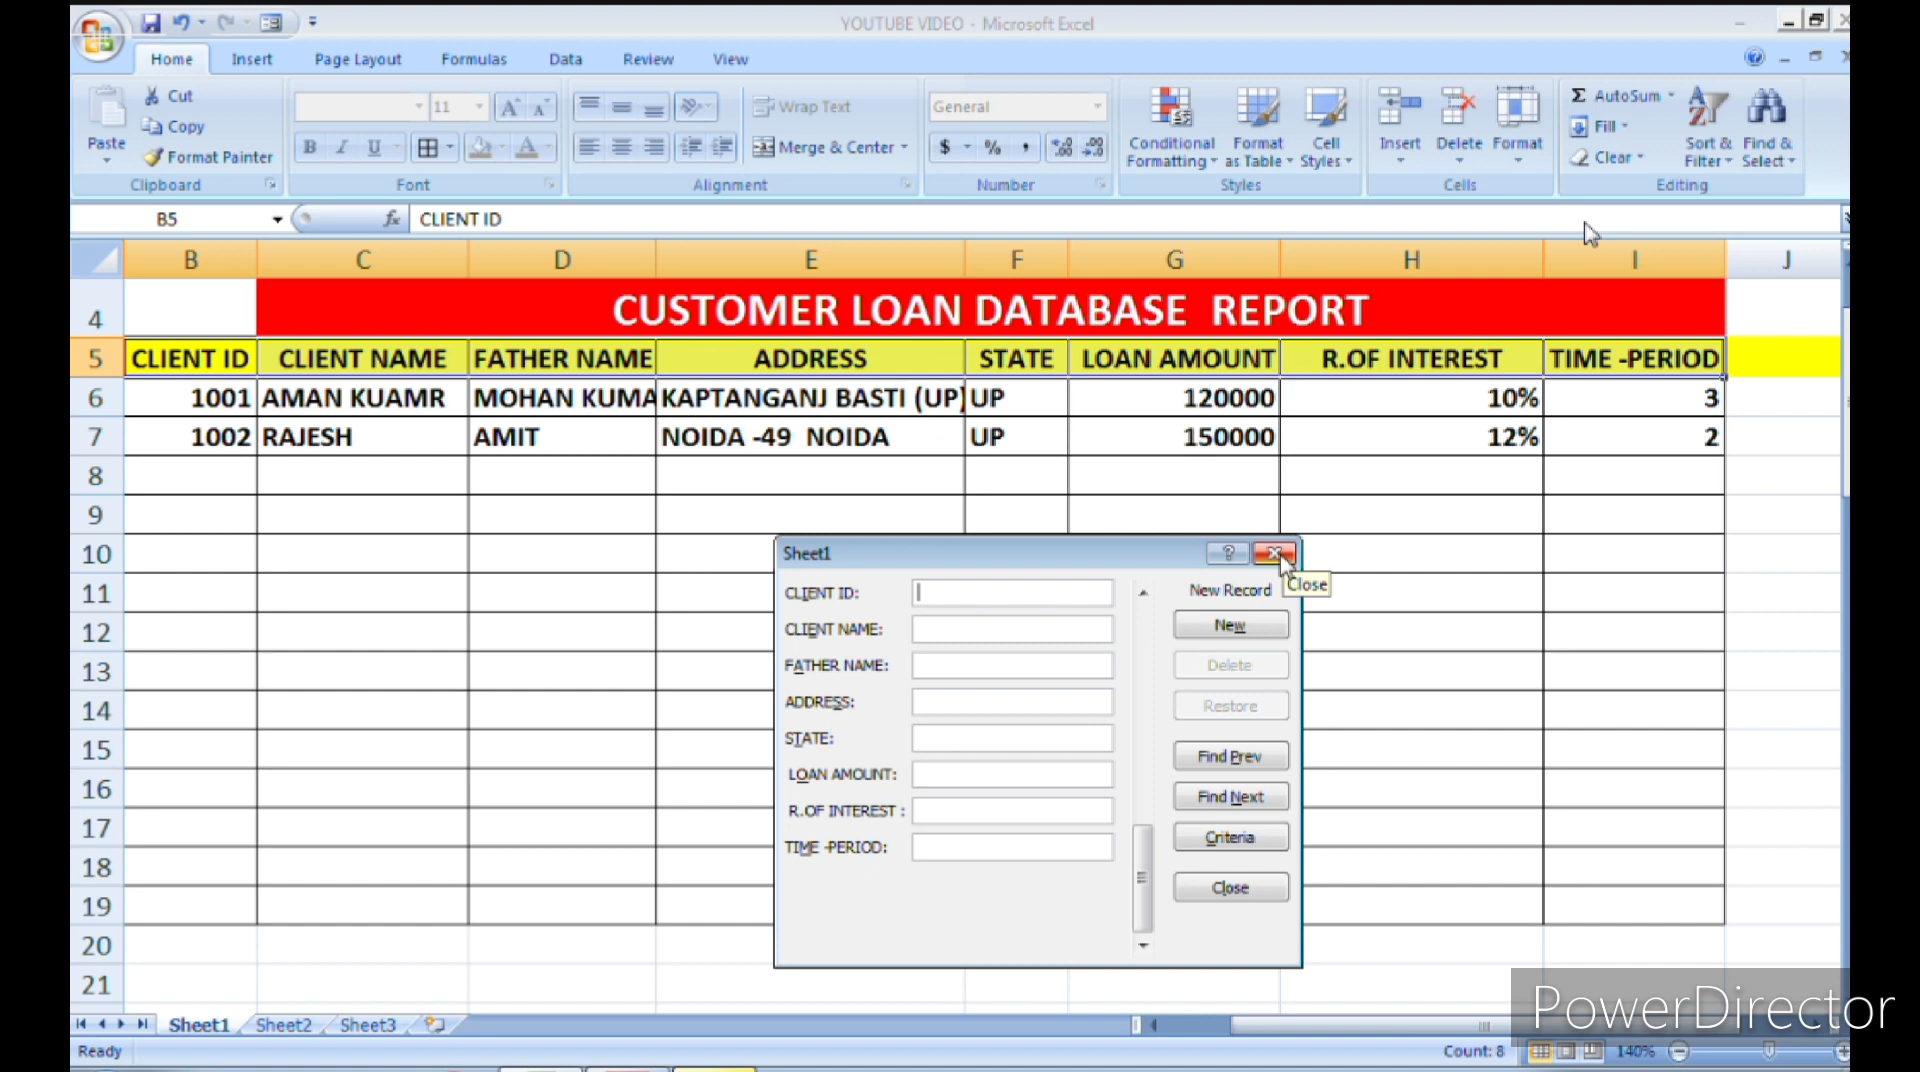 YOUTUBE VIDEO - Microsoft Excel
Home Insert Page Layout Formulas Data Review View
Paste
Cut
Copy
Format Painter
Clipboard
11
B I U
Font
Wrap Text
Merge & Center
Alignment
General
$ % ,
Number
Conditional Formatting
Format as Table
Cell Styles
Styles
Insert Delete Format
Cells
Σ AutoSum
Fill
Clear
Sort & Filter
Find & Select
Editing
B5 fx CLIENT ID
B C D E F G H I J
4 CUSTOMER LOAN DATABASE REPORT
5 CLIENT ID CLIENT NAME FATHER NAME ADDRESS STATE LOAN AMOUNT R.OF INTEREST TIME -PERIOD
6 1001 AMAN KUAMR MOHAN KUMA KAPTANGANJ BASTI (UP) UP 120000 10% 3
7 1002 RAJESH AMIT NOIDA -49 NOIDA UP 150000 12% 2
8
9
10
11
12
13
14
15
16
17
18
19
20
21
Sheet1
CLIENT ID:
CLIENT NAME:
FATHER NAME:
ADDRESS:
STATE:
LOAN AMOUNT:
R.OF INTEREST :
TIME -PERIOD:
New Record
New
Delete
Restore
Find Prev
Find Next
Criteria
Close
Close
Sheet1 Sheet2 Sheet3
Ready Count: 8 140%
PowerDirector